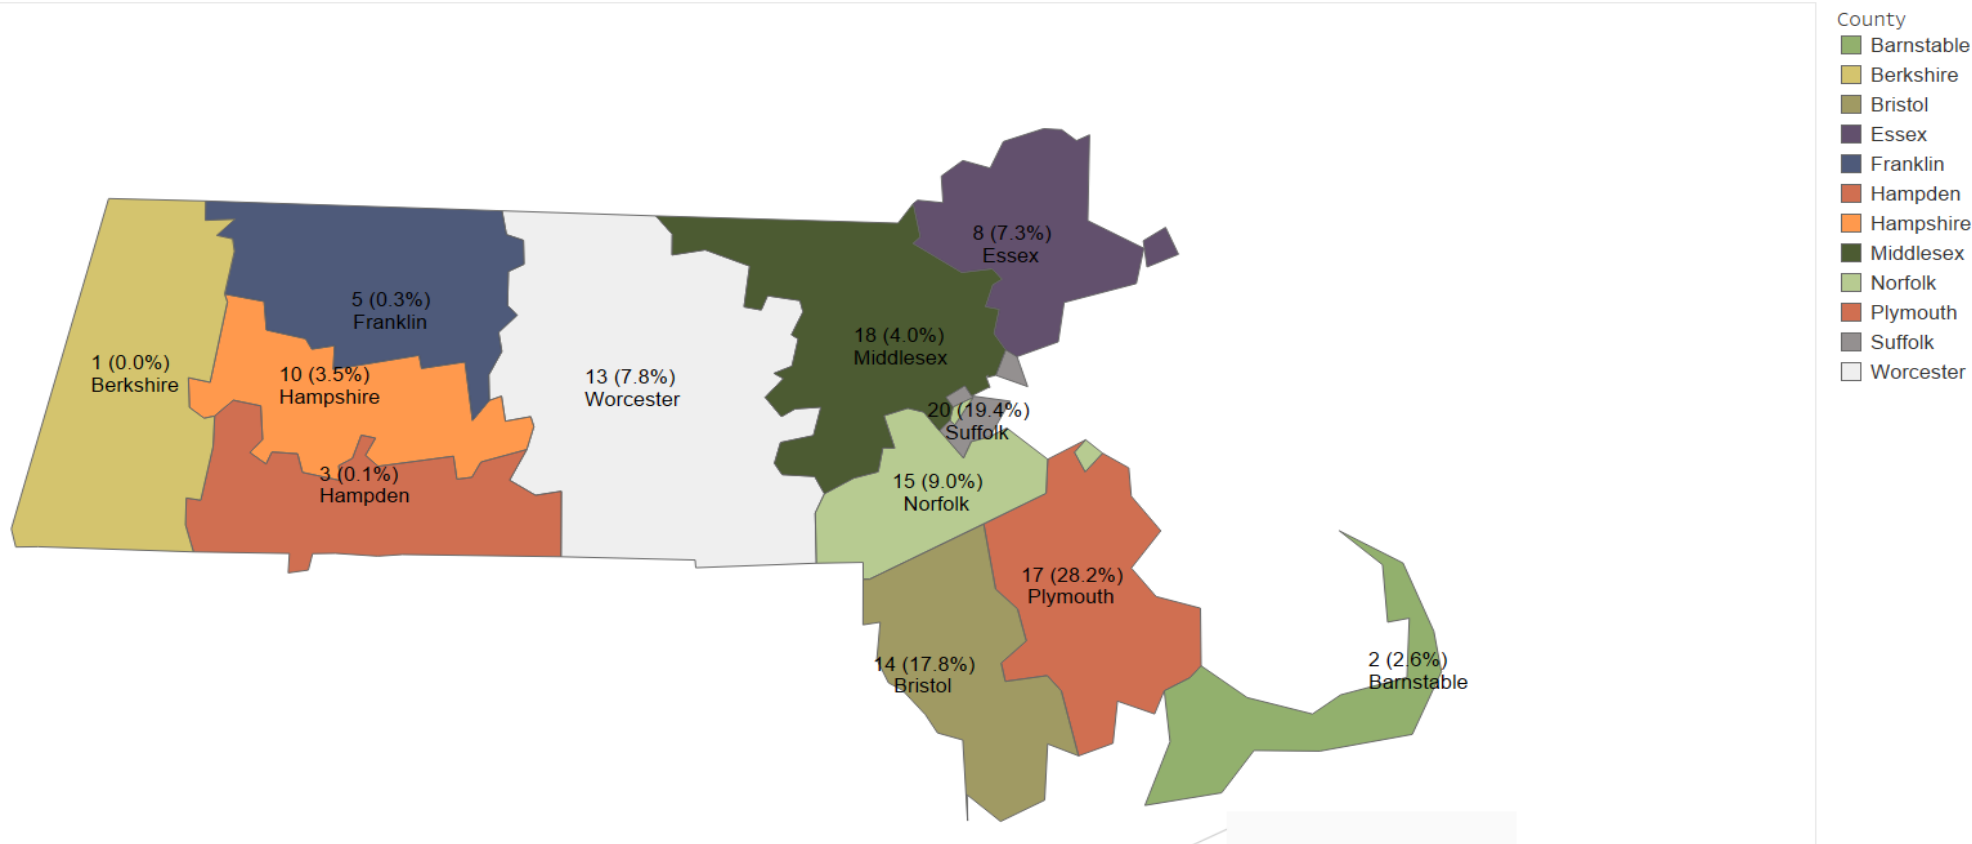 County
Barnstable
Berkshire
Bristol
Essex
Franklin
Hampden
Hampshire
Middlesex
Norfolk
Plymouth
Suffolk
Worcester
8 (7.3%)
Essex
5 (0.3%)
Franklin
18 (4.0%)
Middlesex
1 (0.0%)
Berkshire
10 (3.5%)
Hampshire
13 (7.8%)
Worcester
20 (19.4%)
Suffolk
3 (0.1%)
Hampden
15 (9.0%)
Norfolk
17 (28.2%)
Plymouth
14 (17.8%)
Bristol
2 (2.6%)
Barnstable